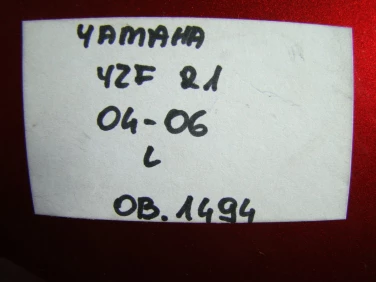 YAMAHA
YZF R1
04-06
L
OB.1494